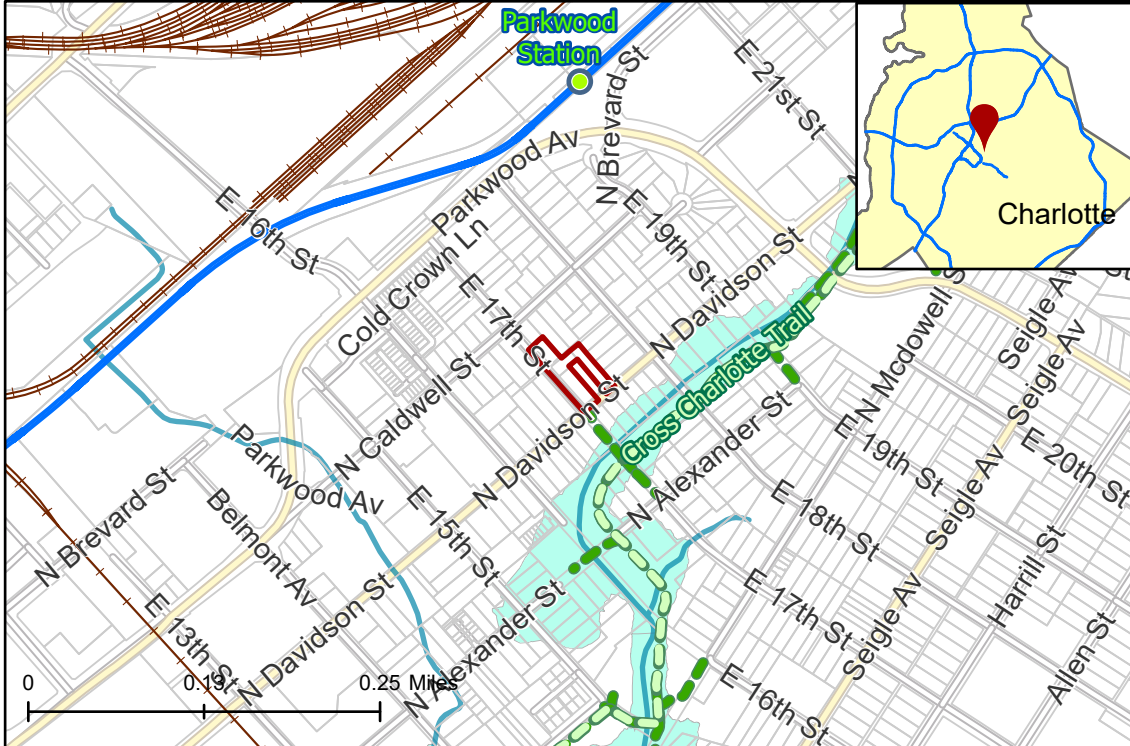 Parkwood
Station
E 21st St
N Brevard St
Parkwood Av
E 16th St
Charlotte
E 19th St
Cold Crown Ln
E 17th St
N Davidson St
Cross Charlotte Trail
N Mcdowell S
Seigle Av
Seigle Av
N Caldwell St
N Davidson St
N Alexander St
E 19th St
E 20th St
Parkwood Av
N Brevard St
Belmont Av
E 15th St
E 18th St
Seigle Av
Harrill St
E 13th St
N Davidson St
N Alexander St
E 17th St
Seigle Av
Allen St
E 16th St
0
0.13
0.25 Miles